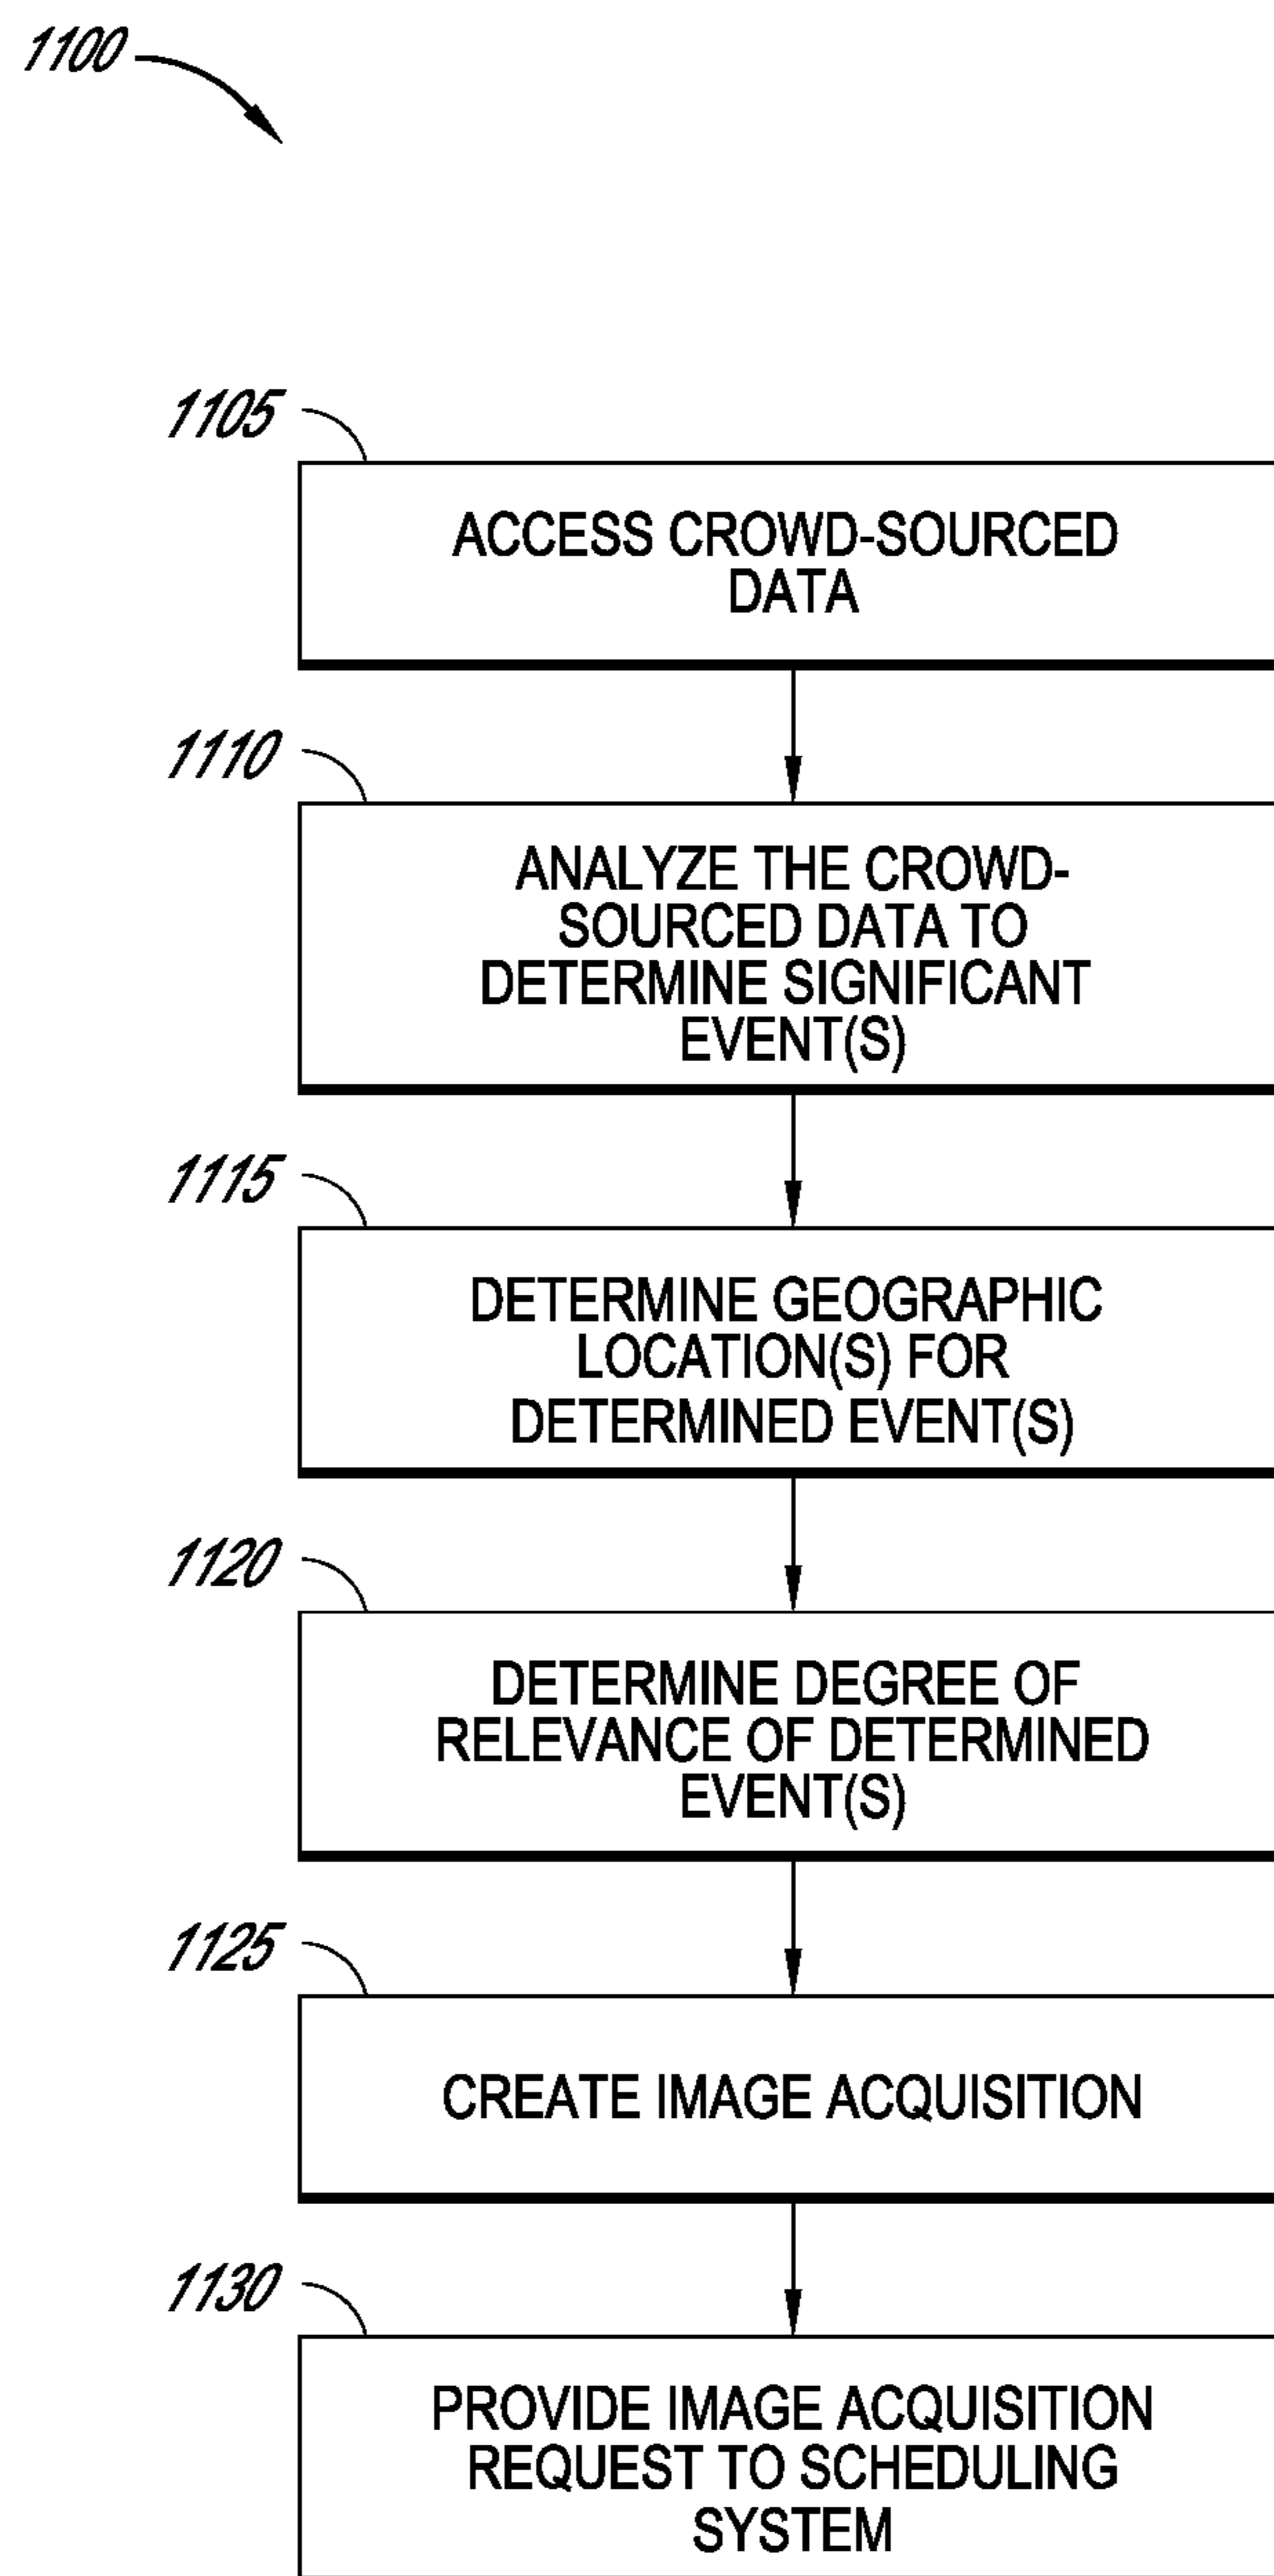 1100
1105
ACCESS CROWD-SOURCED
DATA
1110
ANALYZE THE CROWD-
SOURCED DATA TO
DETERMINE SIGNIFICANT
EVENT(S)
1115
DETERMINE GEOGRAPHIC
LOCATION(S) FOR
DETERMINED EVENT(S)
1120
DETERMINE DEGREE OF
RELEVANCE OF DETERMINED
EVENT(S)
1125
CREATE IMAGE ACQUISITION
1130
PROVIDE IMAGE ACQUISITION
REQUEST TO SCHEDULING
SYSTEM